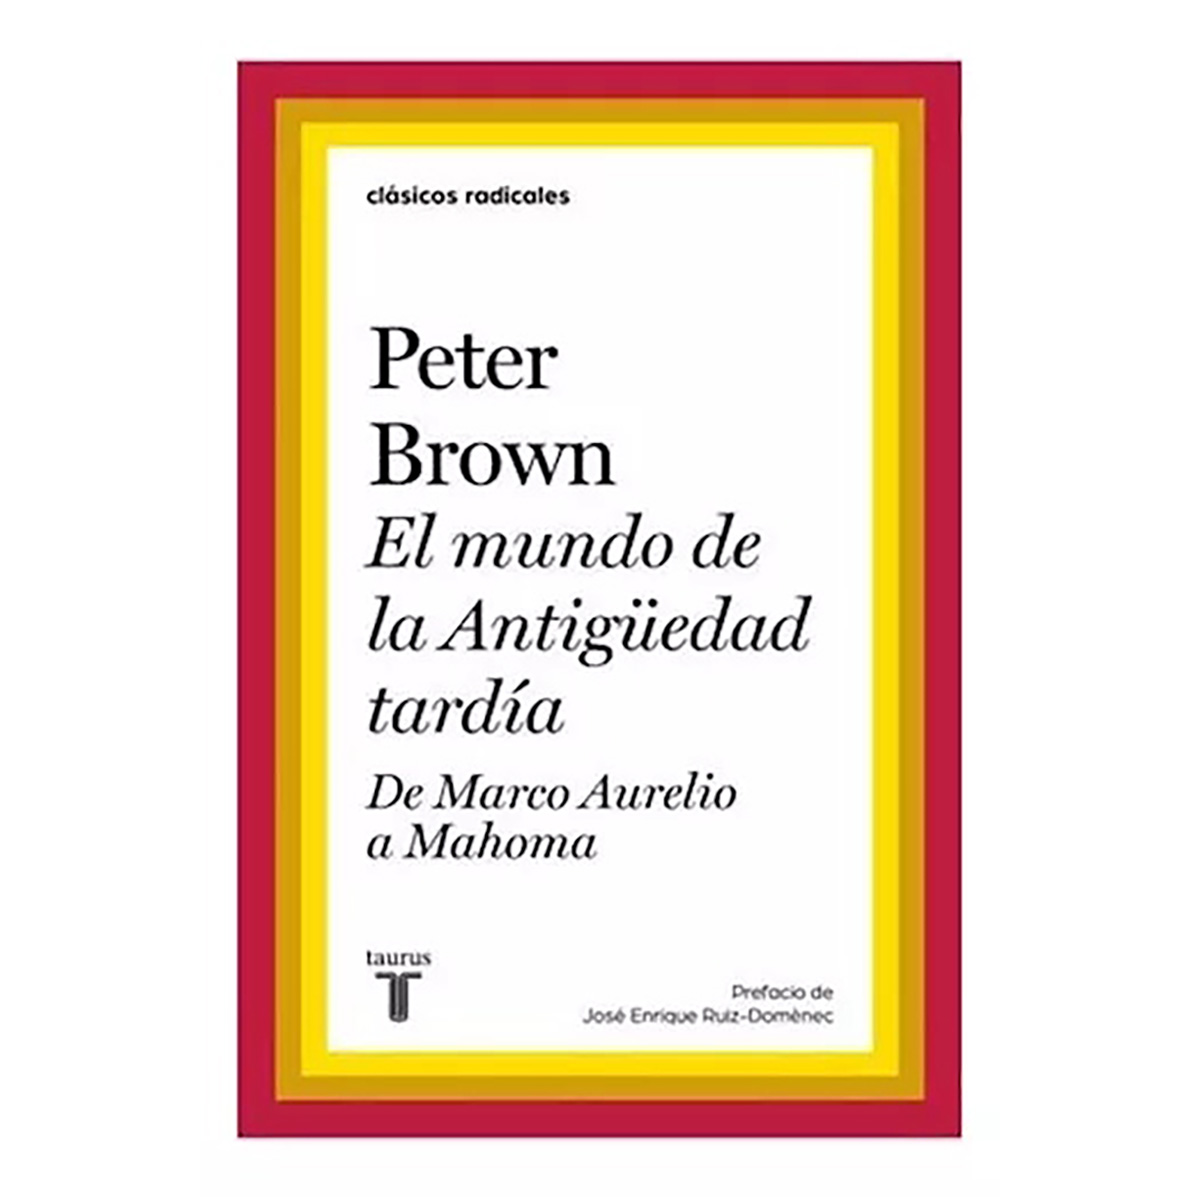 clásicos radicales
Peter
Brown
El mundo de
la Antigüedad
tardía
De Marco Aurelio
a Mahoma
taurus
Prefacio de
José Enrique Ruiz-Domènec